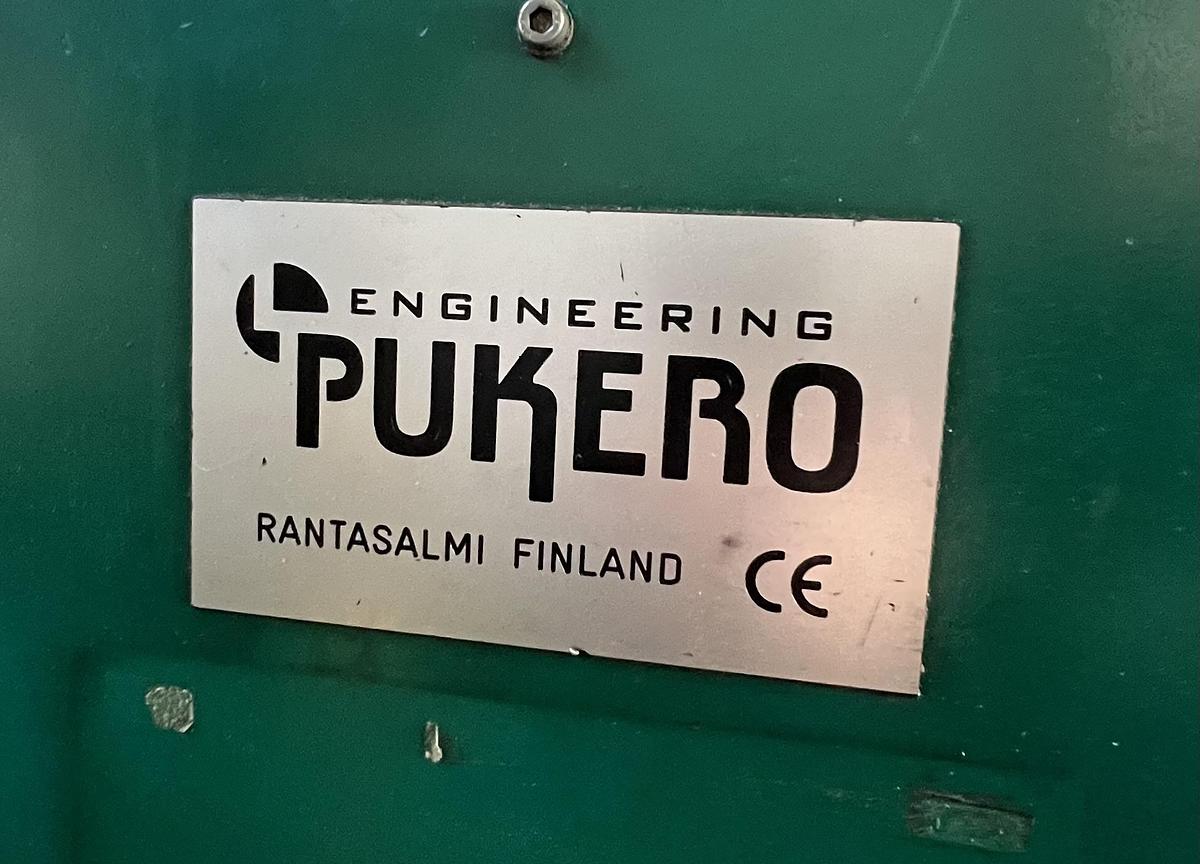 ENGINEERING
PUKERO
RANTASALMI FINLAND CE